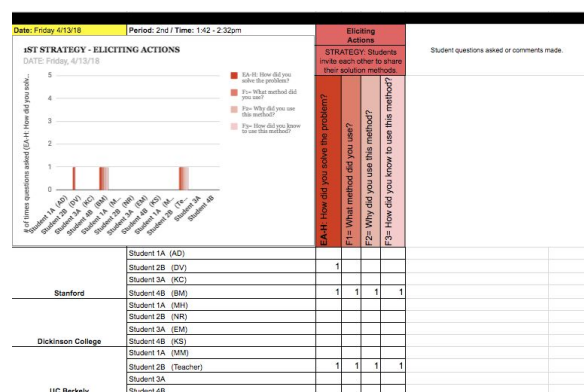 Date: Friday 4/13/18
Period: 2nd / Time: 1:42 - 2:32pm
Eliciting
Actions
1ST STRATEGY - ELICITING ACTIONS
DATE: Friday, 4/13/18
STRATEGY: Students
invite each other to share
their solution methods.
Student questions asked or comments
made.
# of times questions asked (EA-H: How did you solv...
5
4
3
2
1
0
EA-H: How did you
solve the problem?
F1= What method did
you use?
F2= Why did you use
this method?
F3= How did you know
to use this method?
Student 1A (AD)
Student 2B (DV)
Student 3A (KC)
Student 4B (BM)
Student 1A (M...
Student 2B (NR)
Student 3A (EM)
Student 4B (KS)
Student 1A (M...
Student 2B (Te...
Student 3A
Student 4B
EA-H: How did you solve the problem?
F1= What method did you use?
F2= Why did you use this method?
F3= How did you know to use this method?
Student 1A (AD)
Student 2B (DV) 1
Student 3A (KC)
Stanford Student 4B (BM) 1 1 1 1
Student 1A (MH)
Student 2B (NR)
Student 3A (EM)
Dickinson College Student 4B (KS)
Student 1A (MM)
Student 2B (Teacher) 1 1 1 1
Student 3A
UC Berkely Student 4B